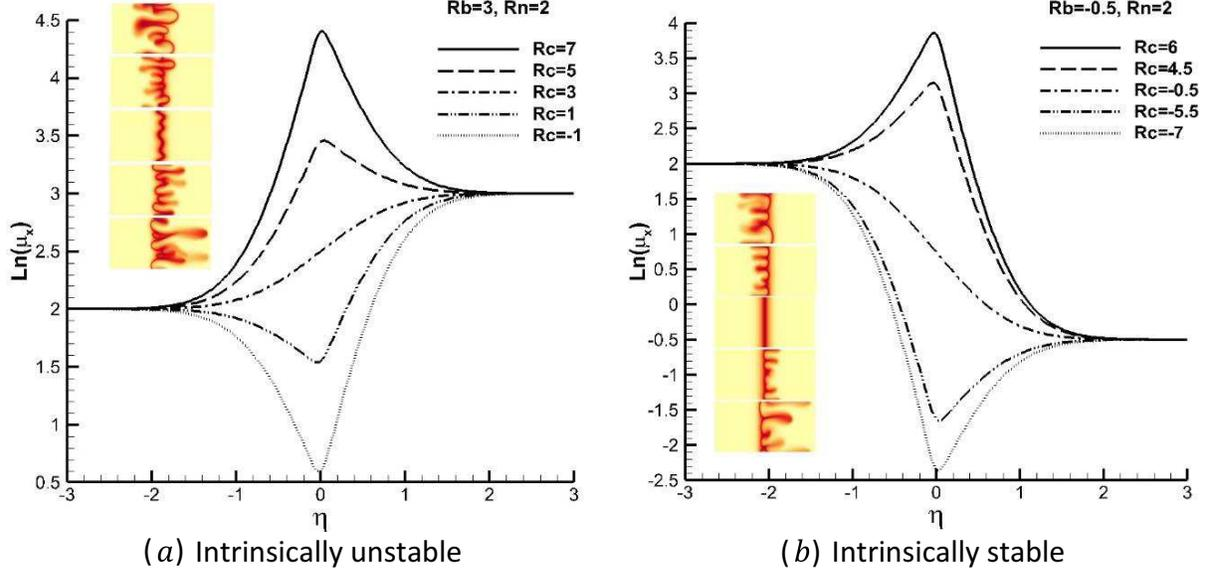 Rb=3, Rn=2
Rc=7
Rc=5
Rc=3
Rc=1
Rc=-1
4.5
4
3.5
3
2.5
2
1.5
1
0.5
Ln(μₓ)
-3 -2 -1 0 1 2 3
η
(a) Intrinsically unstable
Rb=-0.5, Rn=2
Rc=6
Rc=4.5
Rc=-0.5
Rc=-5.5
Rc=-7
4
3.5
3
2.5
2
1.5
1
0.5
0
-0.5
-1
-1.5
-2
-2.5
Ln(μₓ)
-3 -2 -1 0 1 2 3
η
(b) Intrinsically stable